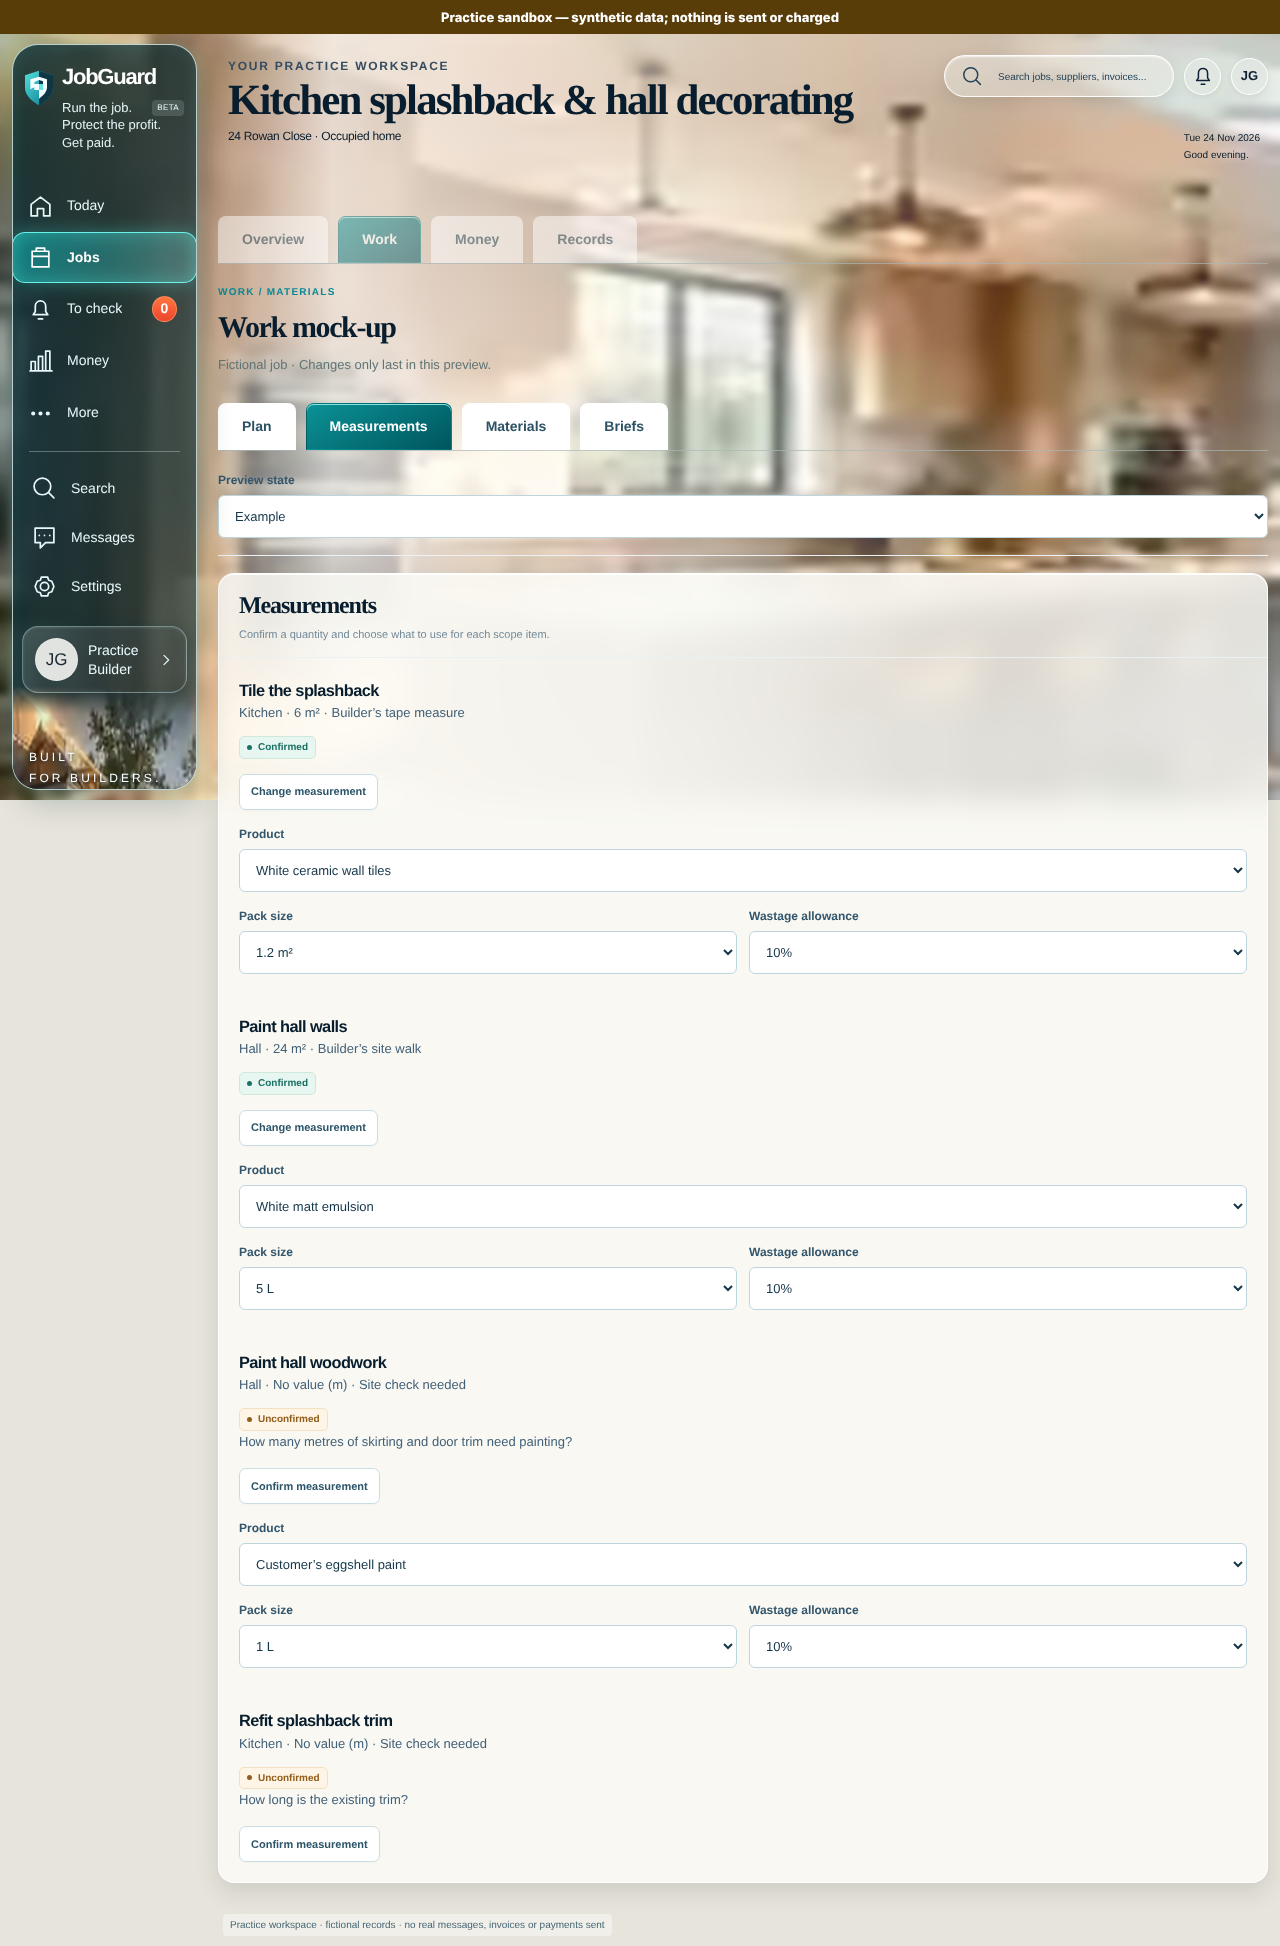 Practice sandbox — synthetic data; nothing is sent or charged
JobGuard
Run the job.
Protect the profit.
Get paid.
BETA
Today
Jobs
To check
0
Money
More
Search
Messages
Settings
JG
Practice
Builder
BUILT
FOR BUILDERS.
YOUR PRACTICE WORKSPACE
Kitchen splashback & hall decorating
24 Rowan Close · Occupied home
Search jobs, suppliers, invoices...
JG
Tue 24 Nov 2026
Good evening.
Overview
Work
Money
Records
WORK / MATERIALS
Work mock-up
Fictional job · Changes only last in this preview.
Plan
Measurements
Materials
Briefs
Preview state
Example
Measurements
Confirm a quantity and choose what to use for each scope item.
Tile the splashback
Kitchen · 6 m² · Builder’s tape measure
Confirmed
Change measurement
Product
White ceramic wall tiles
Pack size
Wastage allowance
1.2 m²
10%
Paint hall walls
Hall · 24 m² · Builder’s site walk
Confirmed
Change measurement
Product
White matt emulsion
Pack size
Wastage allowance
5 L
10%
Paint hall woodwork
Hall · No value (m) · Site check needed
Unconfirmed
How many metres of skirting and door trim need painting?
Confirm measurement
Product
Customer’s eggshell paint
Pack size
Wastage allowance
1 L
10%
Refit splashback trim
Kitchen · No value (m) · Site check needed
Unconfirmed
How long is the existing trim?
Confirm measurement
Practice workspace · fictional records · no real messages, invoices or payments sent